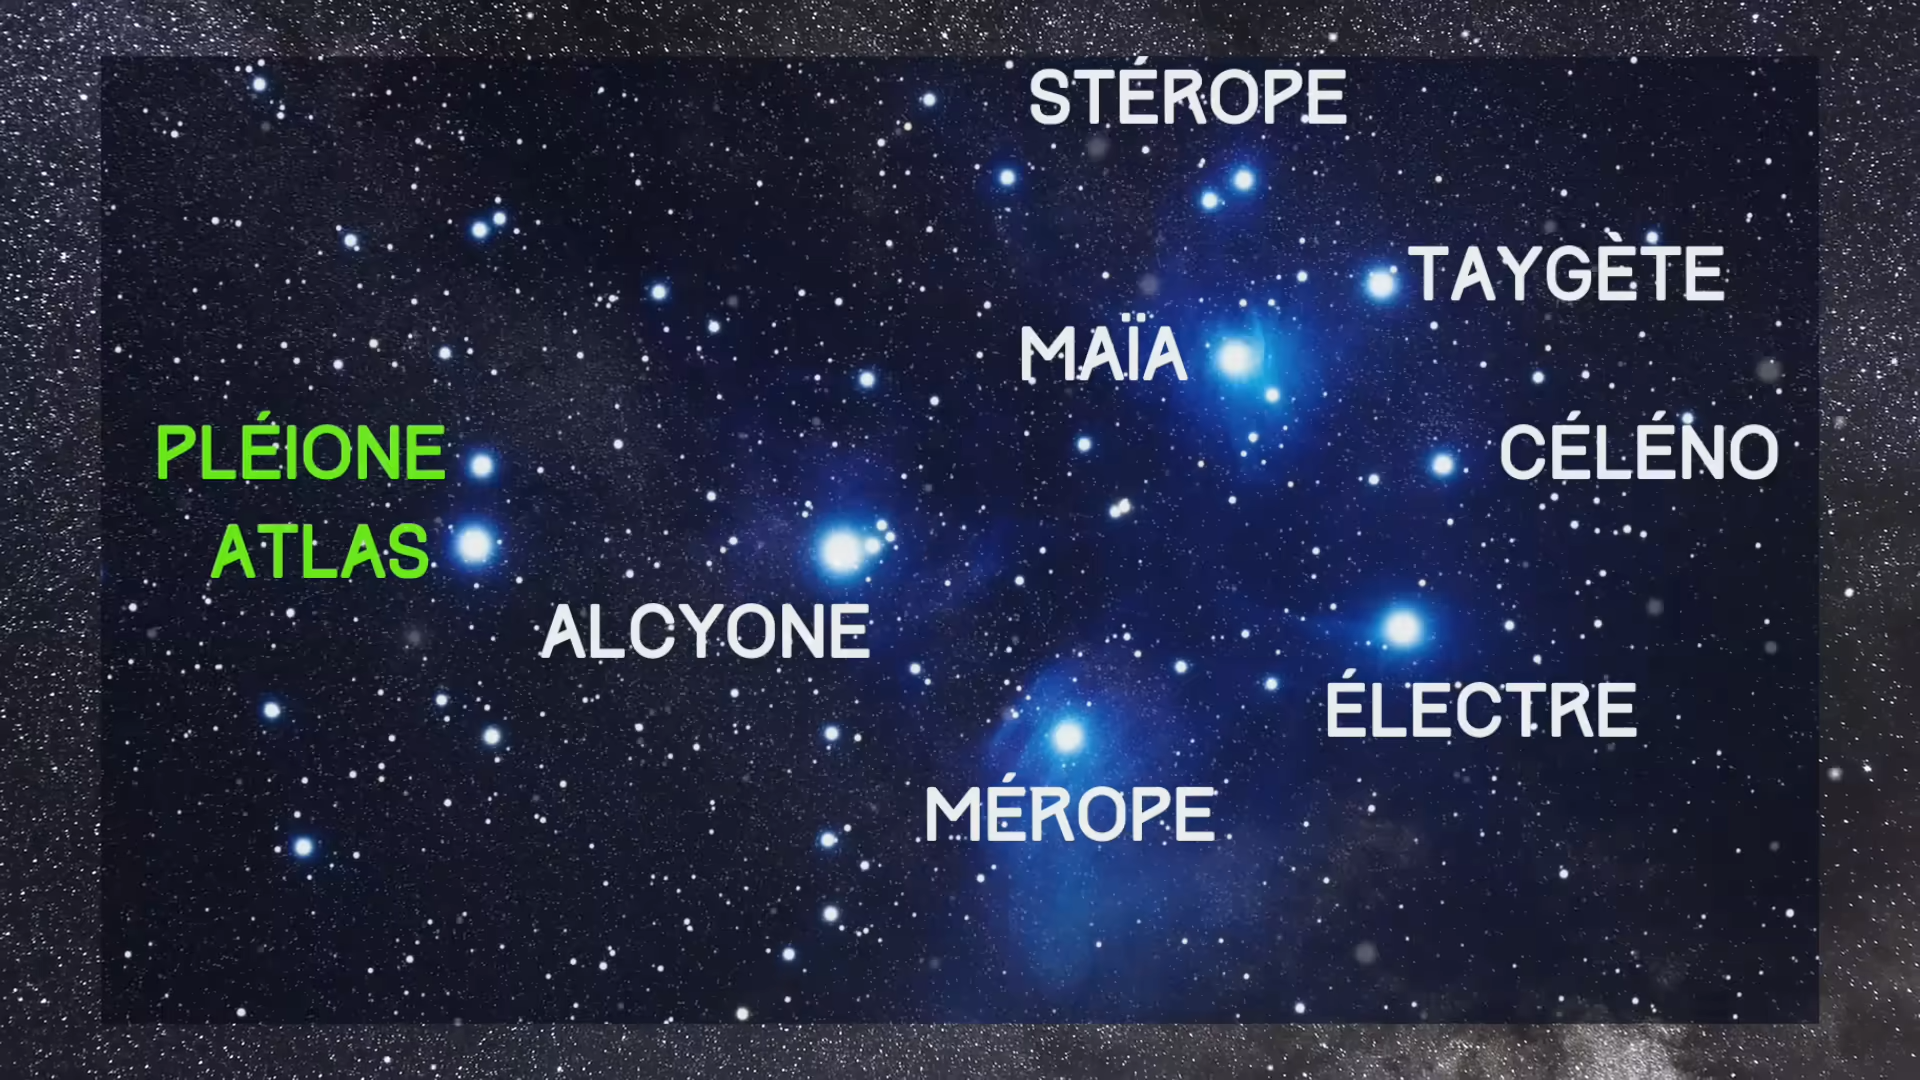 STÉROPE
TAYGÈTE
MAÏA
PLÉIONE
CÉLÉNO
ATLAS
ALCYONE
ÉLECTRE
MÉROPE